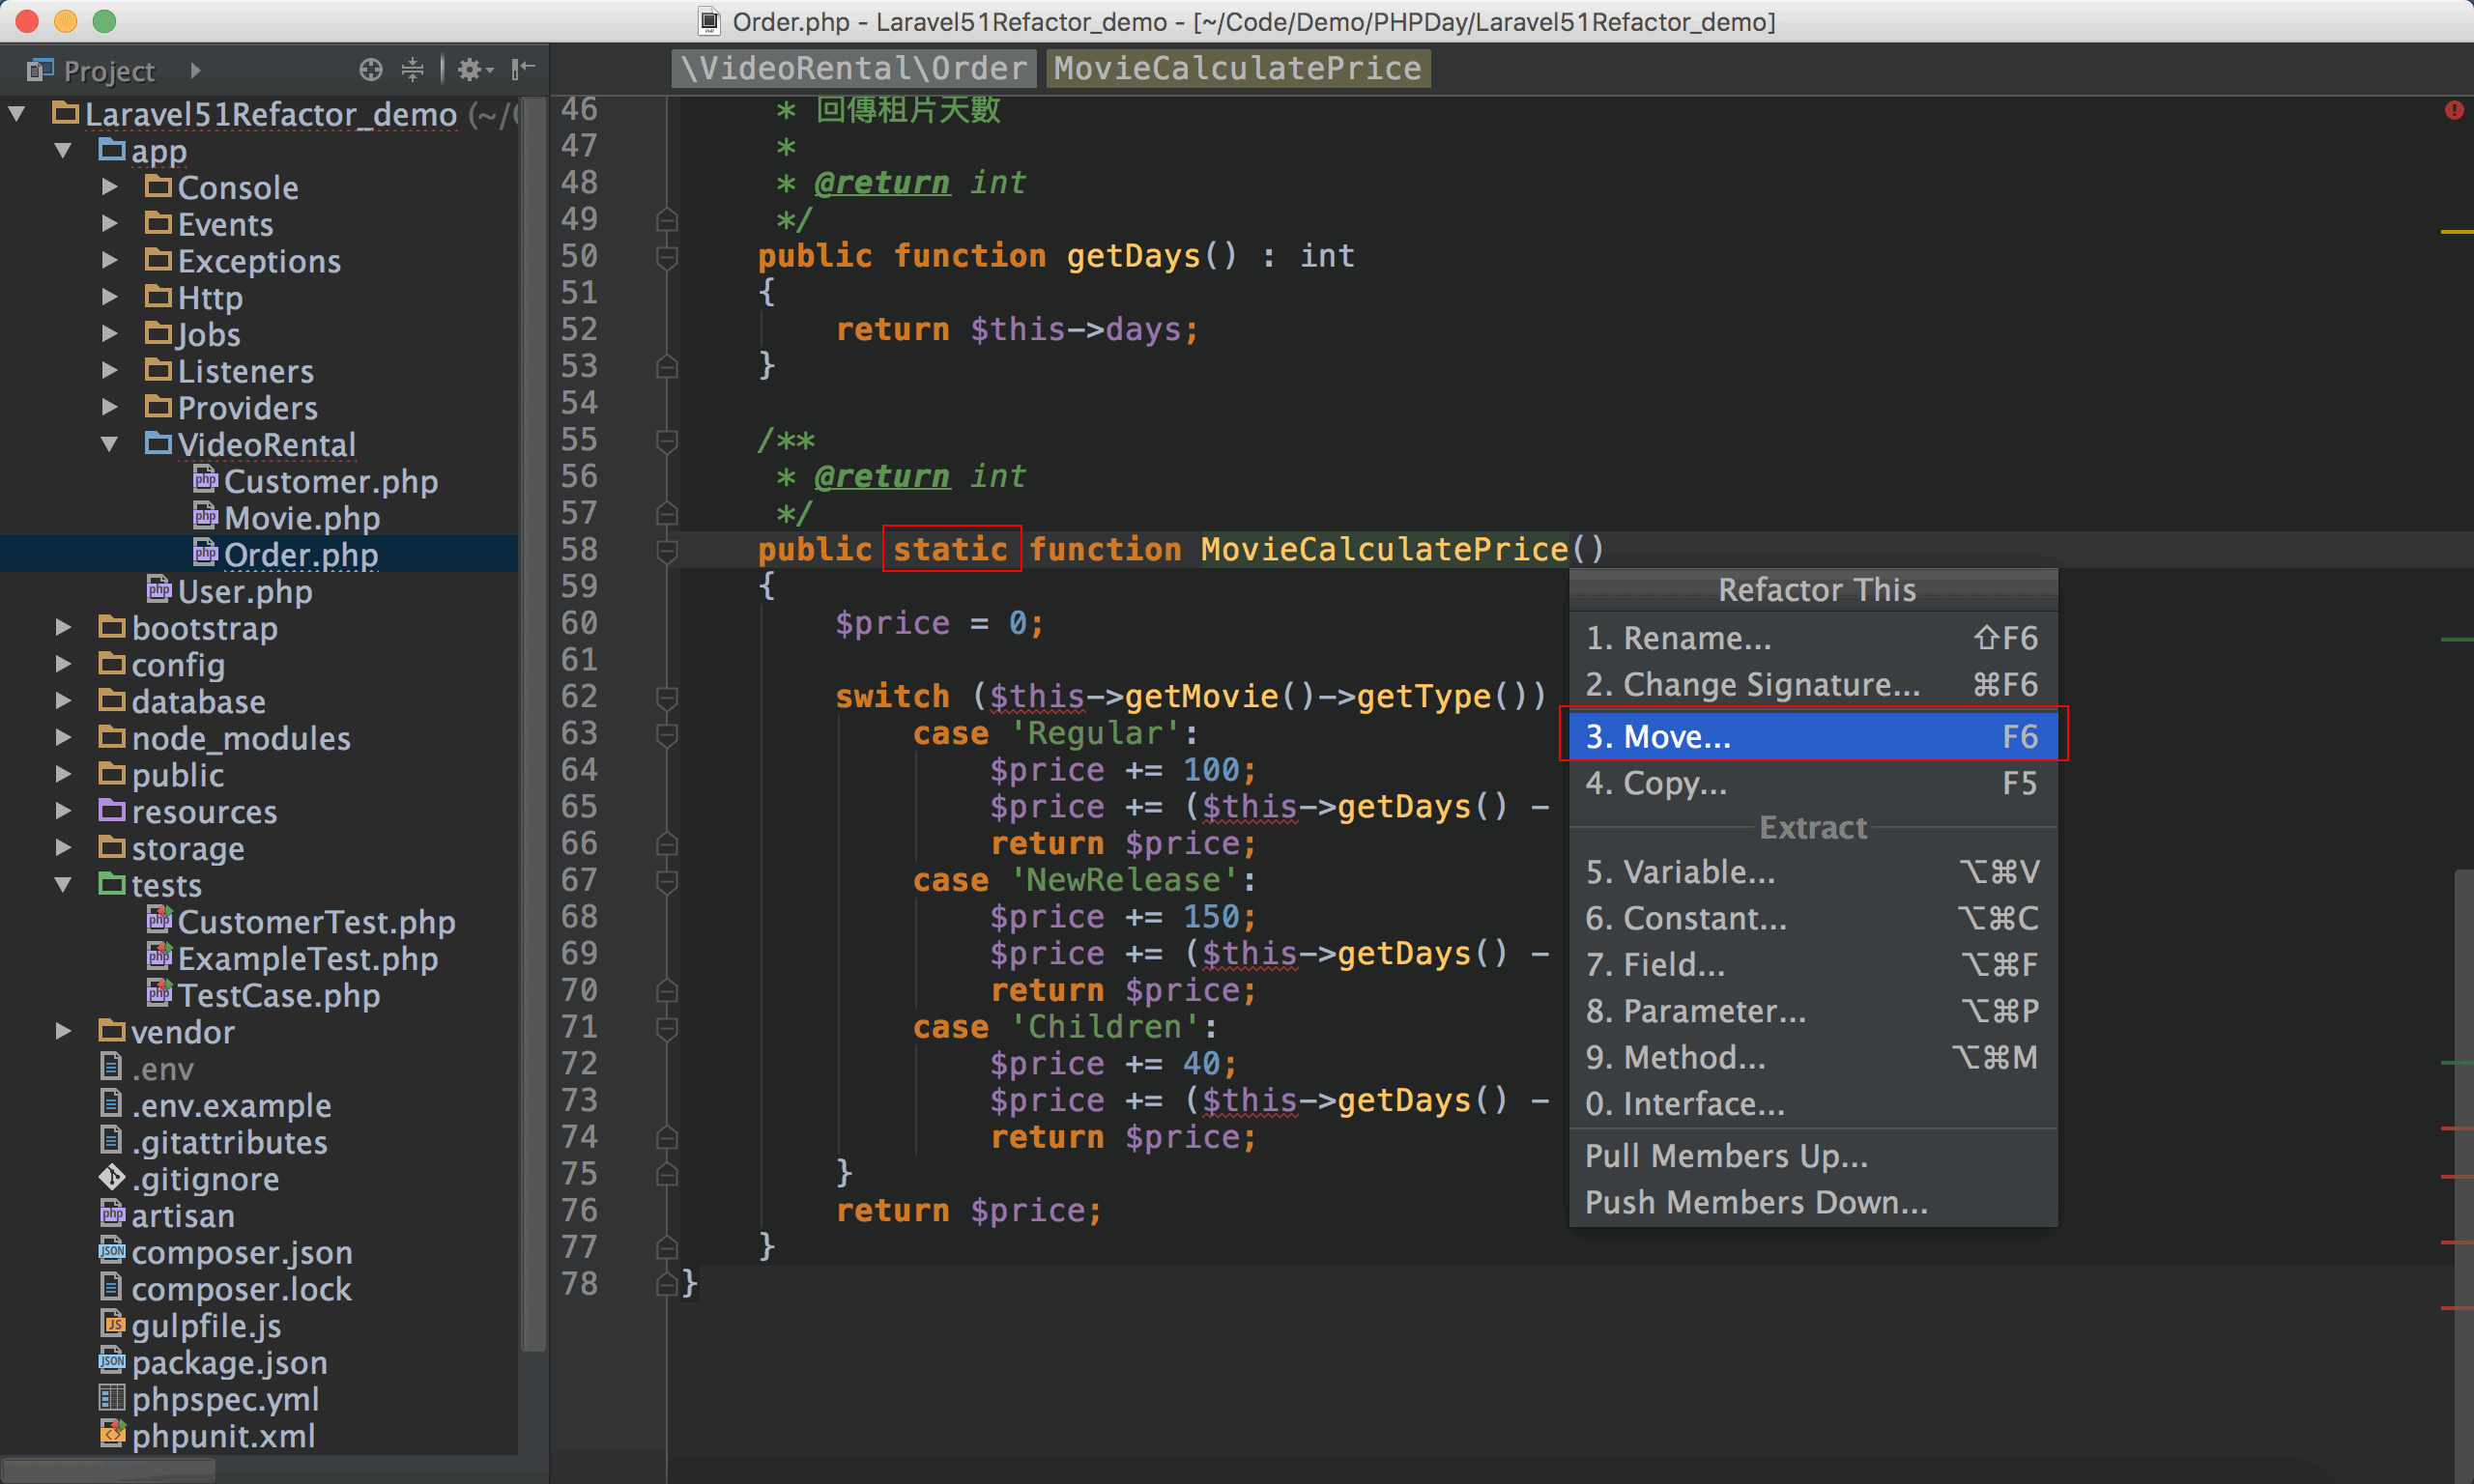 Order.php - Laravel51Refactor_demo - [~/Code/Demo/PHPDay/Laravel51Refactor_demo]
Project
\VideoRental\Order MovieCalculatePrice
Laravel51Refactor_demo (~/
app
Console
Events
Exceptions
Http
Jobs
Listeners
Providers
VideoRental
Customer.php
Movie.php
Order.php
User.php
bootstrap
config
database
node_modules
public
resources
storage
tests
CustomerTest.php
ExampleTest.php
TestCase.php
vendor
.env
.env.example
.gitattributes
.gitignore
artisan
composer.json
composer.lock
gulpfile.js
package.json
phpspec.yml
phpunit.xml
46 * 回傳租片天數
47 *
48 * @return int
49 */
50 public function getDays() : int
51 {
52 return $this->days;
53 }
54
55 /**
56 * @return int
57 */
58 public static function MovieCalculatePrice()
59 {
60 $price = 0;
61
62 switch ($this->getMovie()->getType())
63 case 'Regular':
64 $price += 100;
65 $price += ($this->getDays() -
66 return $price;
67 case 'NewRelease':
68 $price += 150;
69 $price += ($this->getDays() -
70 return $price;
71 case 'Children':
72 $price += 40;
73 $price += ($this->getDays() -
74 return $price;
75 }
76 return $price;
77 }
78 }
Refactor This
1. Rename... ⇧F6
2. Change Signature... ⌘F6
3. Move... F6
4. Copy... F5
Extract
5. Variable... ⌥⌘V
6. Constant... ⌥⌘C
7. Field... ⌥⌘F
8. Parameter... ⌥⌘P
9. Method... ⌥⌘M
0. Interface...
Pull Members Up...
Push Members Down...